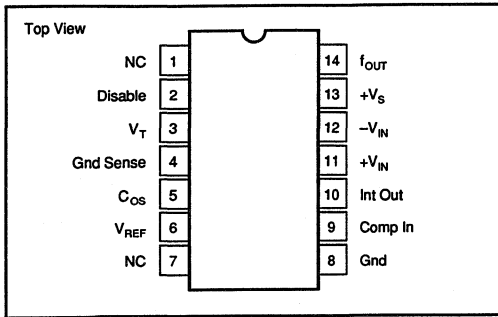 Top View
NC 1 14 fOUT
Disable 2 13 +VS
VT 3 12 –VIN
Gnd Sense 4 11 +VIN
COS 5 10 Int Out
VREF 6 9 Comp In
NC 7 8 Gnd